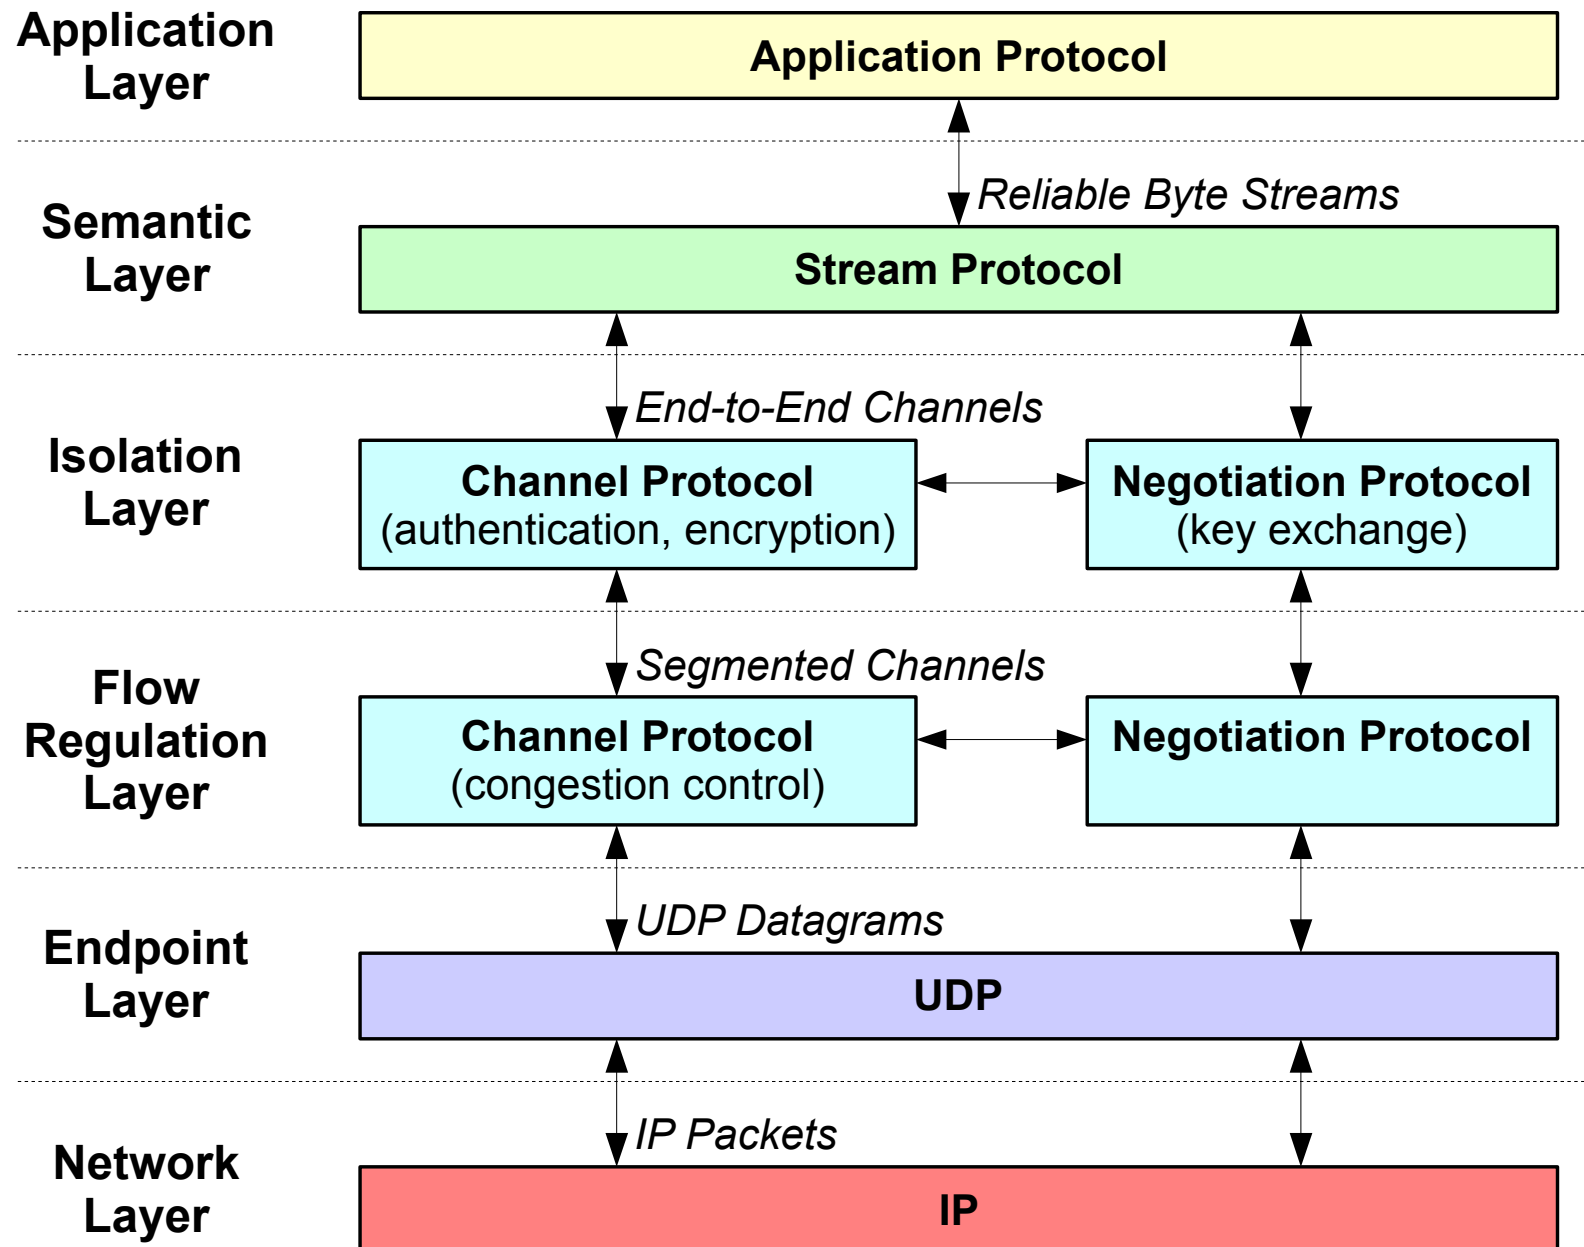 Application
Layer
Application Protocol
Reliable Byte Streams
Semantic
Layer
Stream Protocol
End-to-End Channels
Isolation
Layer
Channel Protocol
(authentication, encryption)
Negotiation Protocol
(key exchange)
Segmented Channels
Flow
Regulation
Layer
Channel Protocol
(congestion control)
Negotiation Protocol
UDP Datagrams
Endpoint
Layer
UDP
IP Packets
Network
Layer
IP